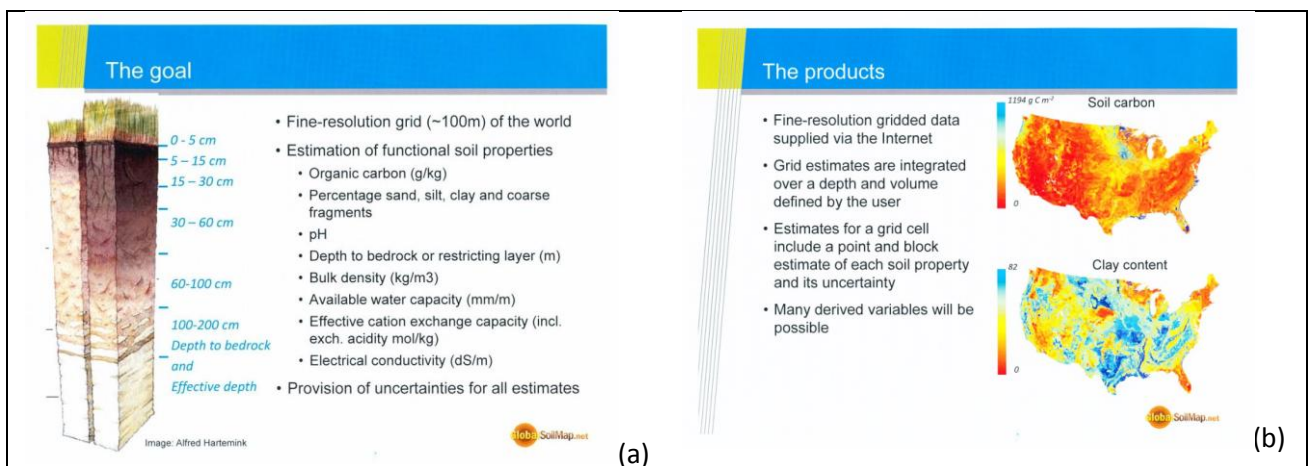 The goal
0 - 5 cm
5 – 15 cm
15 – 30 cm
30 – 60 cm
60-100 cm
100-200 cm
Depth to bedrock
and
Effective depth
• Fine-resolution grid (~100m) of the world
• Estimation of functional soil properties
• Organic carbon (g/kg)
• Percentage sand, silt, clay and coarse
fragments
• pH
• Depth to bedrock or restricting layer (m)
• Bulk density (kg/m3)
• Available water capacity (mm/m)
• Effective cation exchange capacity (incl.
exch. acidity mol/kg)
• Electrical conductivity (dS/m)
• Provision of uncertainties for all estimates
Image: Alfred Hartemink
Global SoilMap.net
(a)
The products
• Fine-resolution gridded data
supplied via the Internet
• Grid estimates are integrated
over a depth and volume
defined by the user
• Estimates for a grid cell
include a point and block
estimate of each soil property
and its uncertainty
• Many derived variables will be
possible
1194 g C m-2
Soil carbon
0
82
Clay content
0
Global SoilMap.net
(b)